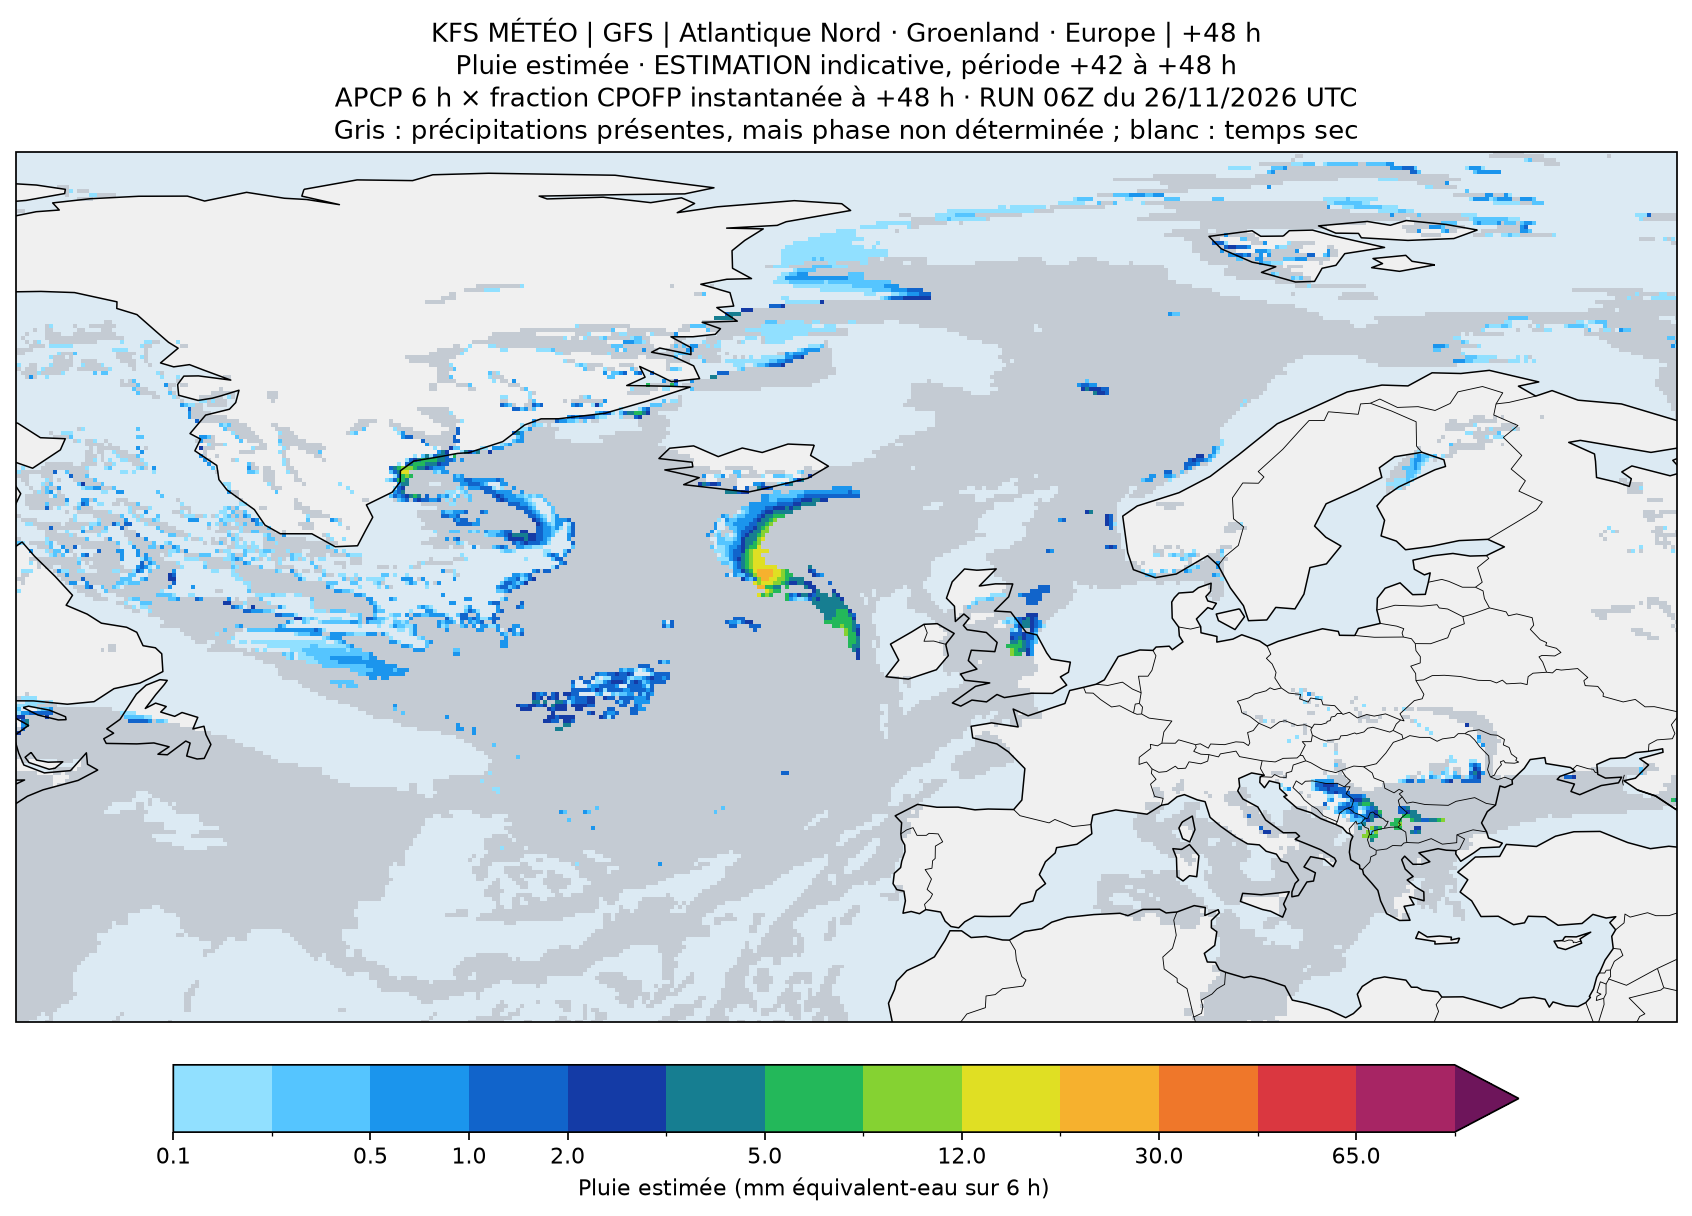 KFS MÉTÉO | GFS | Atlantique Nord · Groenland · Europe | +48 h
Pluie estimée · ESTIMATION indicative, période +42 à +48 h
APCP 6 h × fraction CPOFP instantanée à +48 h · RUN 06Z du 26/11/2026 UTC
Gris : précipitations présentes, mais phase non déterminée ; blanc : temps sec
0.1 0.5 1.0 2.0 5.0 12.0 30.0 65.0
Pluie estimée (mm équivalent-eau sur 6 h)